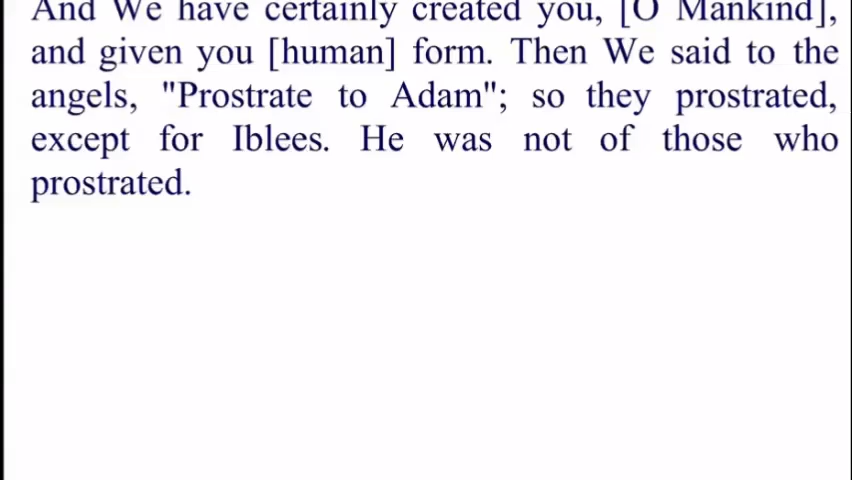 And We have certainly created you, [O Mankind],
and given you [human] form. Then We said to the
angels, "Prostrate to Adam"; so they prostrated,
except for Iblees. He was not of those who
prostrated.